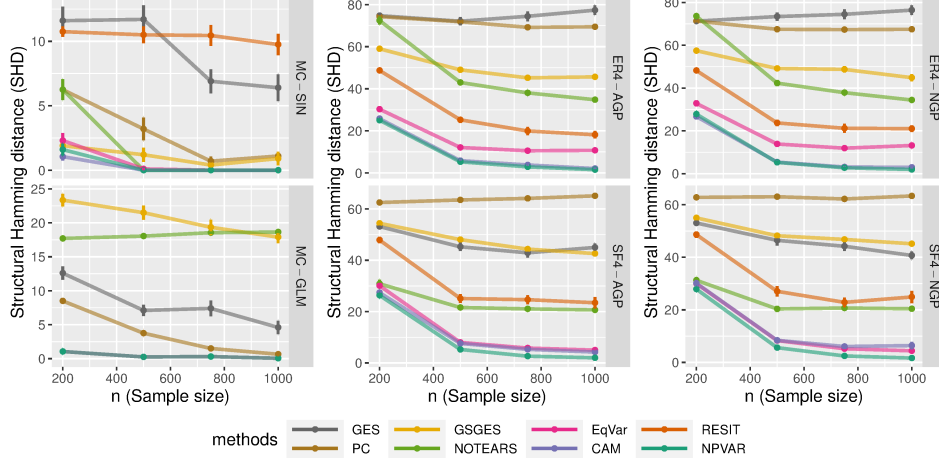 Structural Hamming distance (SHD)
10
5
0
MC − SIN
Structural Hamming distance (SHD)
80
60
40
20
0
ER4 − AGP
Structural Hamming distance (SHD)
80
60
40
20
0
ER4 − NGP
25
20
15
10
5
0
MC − GLM
60
40
20
0
SF4 − AGP
60
40
20
0
SF4 − NGP
200 400 600 800 1000
n (Sample size)
200 400 600 800 1000
n (Sample size)
200 400 600 800 1000
n (Sample size)
methods
GES GSGES EqVar RESIT
PC NOTEARS CAM NPVAR